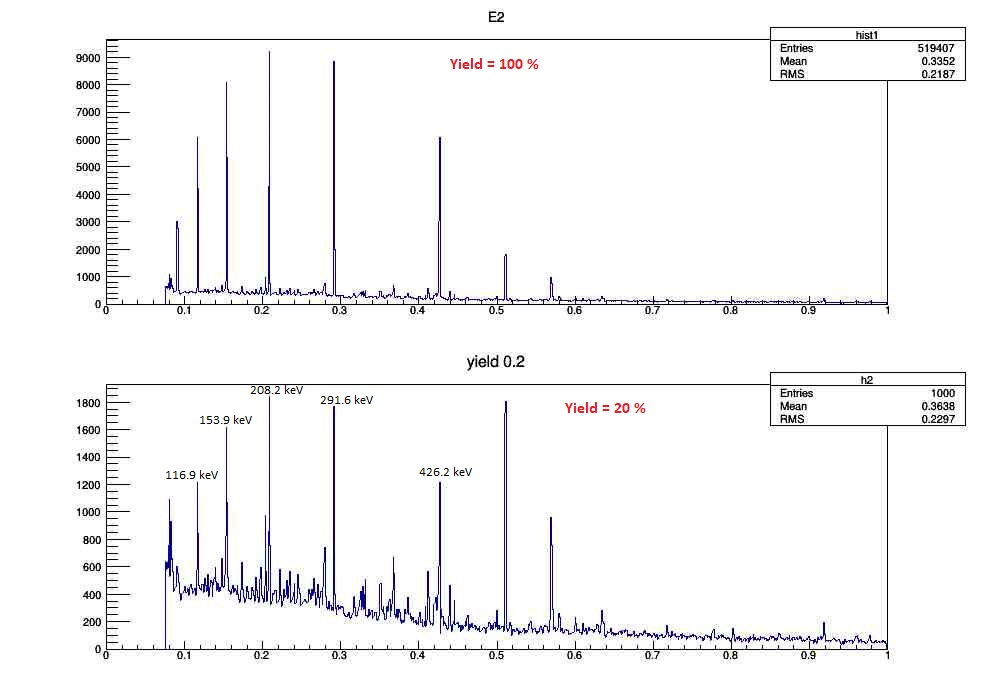 E2
hist1
Entries 519407
Mean 0.3352
RMS 0.2187
Yield = 100 %
9000
8000
7000
6000
5000
4000
3000
2000
1000
0
0 0.1 0.2 0.3 0.4 0.5 0.6 0.7 0.8 0.9 1
yield 0.2
h2
Entries 1000
Mean 0.3638
RMS 0.2297
Yield = 20 %
208.2 keV
291.6 keV
153.9 keV
116.9 keV
426.2 keV
1800
1600
1400
1200
1000
800
600
400
200
0
0 0.1 0.2 0.3 0.4 0.5 0.6 0.7 0.8 0.9 1